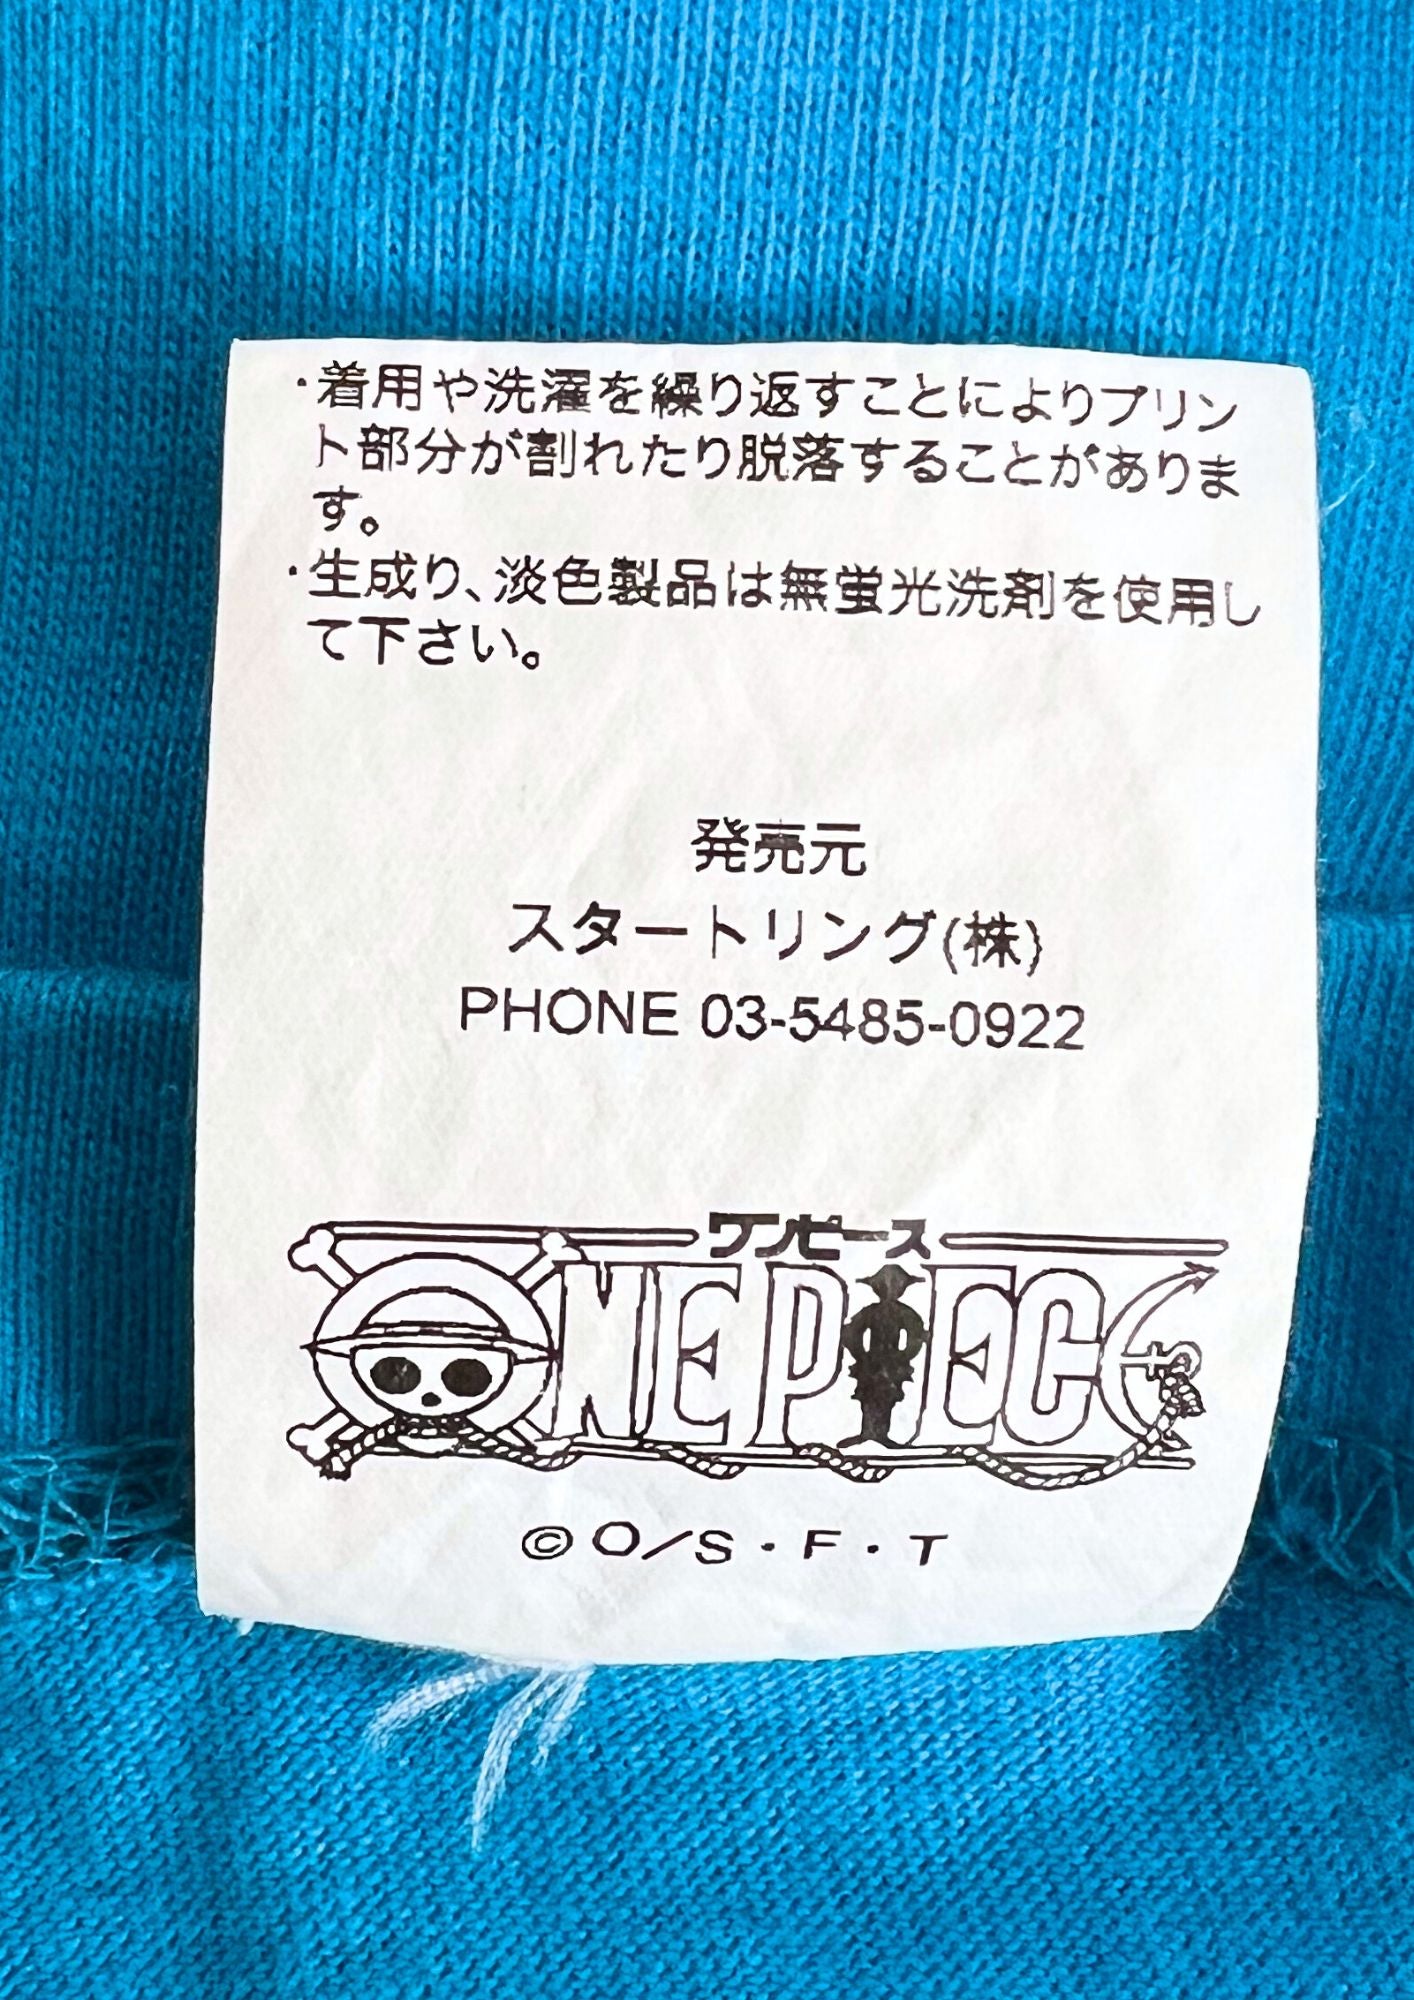 ・着用や洗濯を繰り返すことによりプリン
ト部分が割れたり脱落することがありま
す。
・生成り、淡色製品は無蛍光洗剤を使用し
て下さい。
発売元
スタートリング(株)
PHONE 03-5485-0922
ワンピース
ONE PIECE
© O/S・F・T